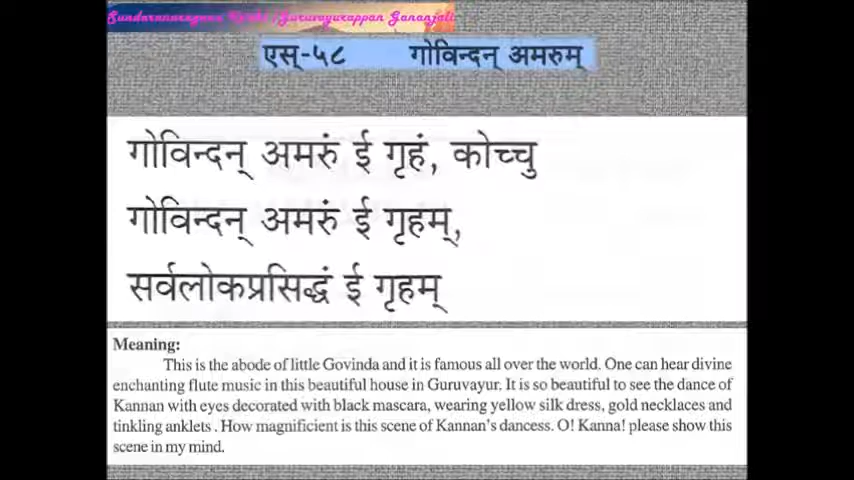 Sundaranarayana Kovil /Guruvayurappan Gananjali
एस्-५८ गोविन्दन् अमरुम्
गोविन्दन् अमरुं ई गृहं, कोच्चु
गोविन्दन् अमरुं ई गृहम्,
सर्वलोकप्रसिद्धं ई गृहम्
Meaning:
This is the abode of little Govinda and it is famous all over the world. One can hear divine
enchanting flute music in this beautiful house in Guruvayur. It is so beautiful to see the dance of
Kannan with eyes decorated with black mascara, wearing yellow silk dress, gold necklaces and
tinkling anklets . How magnificient is this scene of Kannan's dancess. O! Kanna! please show this
scene in my mind.